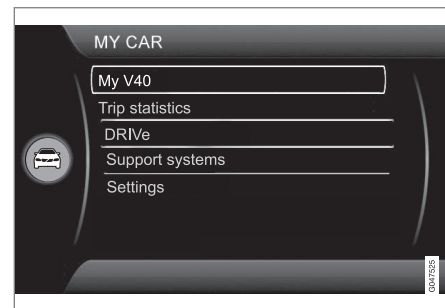 MY CAR
My V40
Trip statistics
DRIVe
Support systems
Settings
G047525